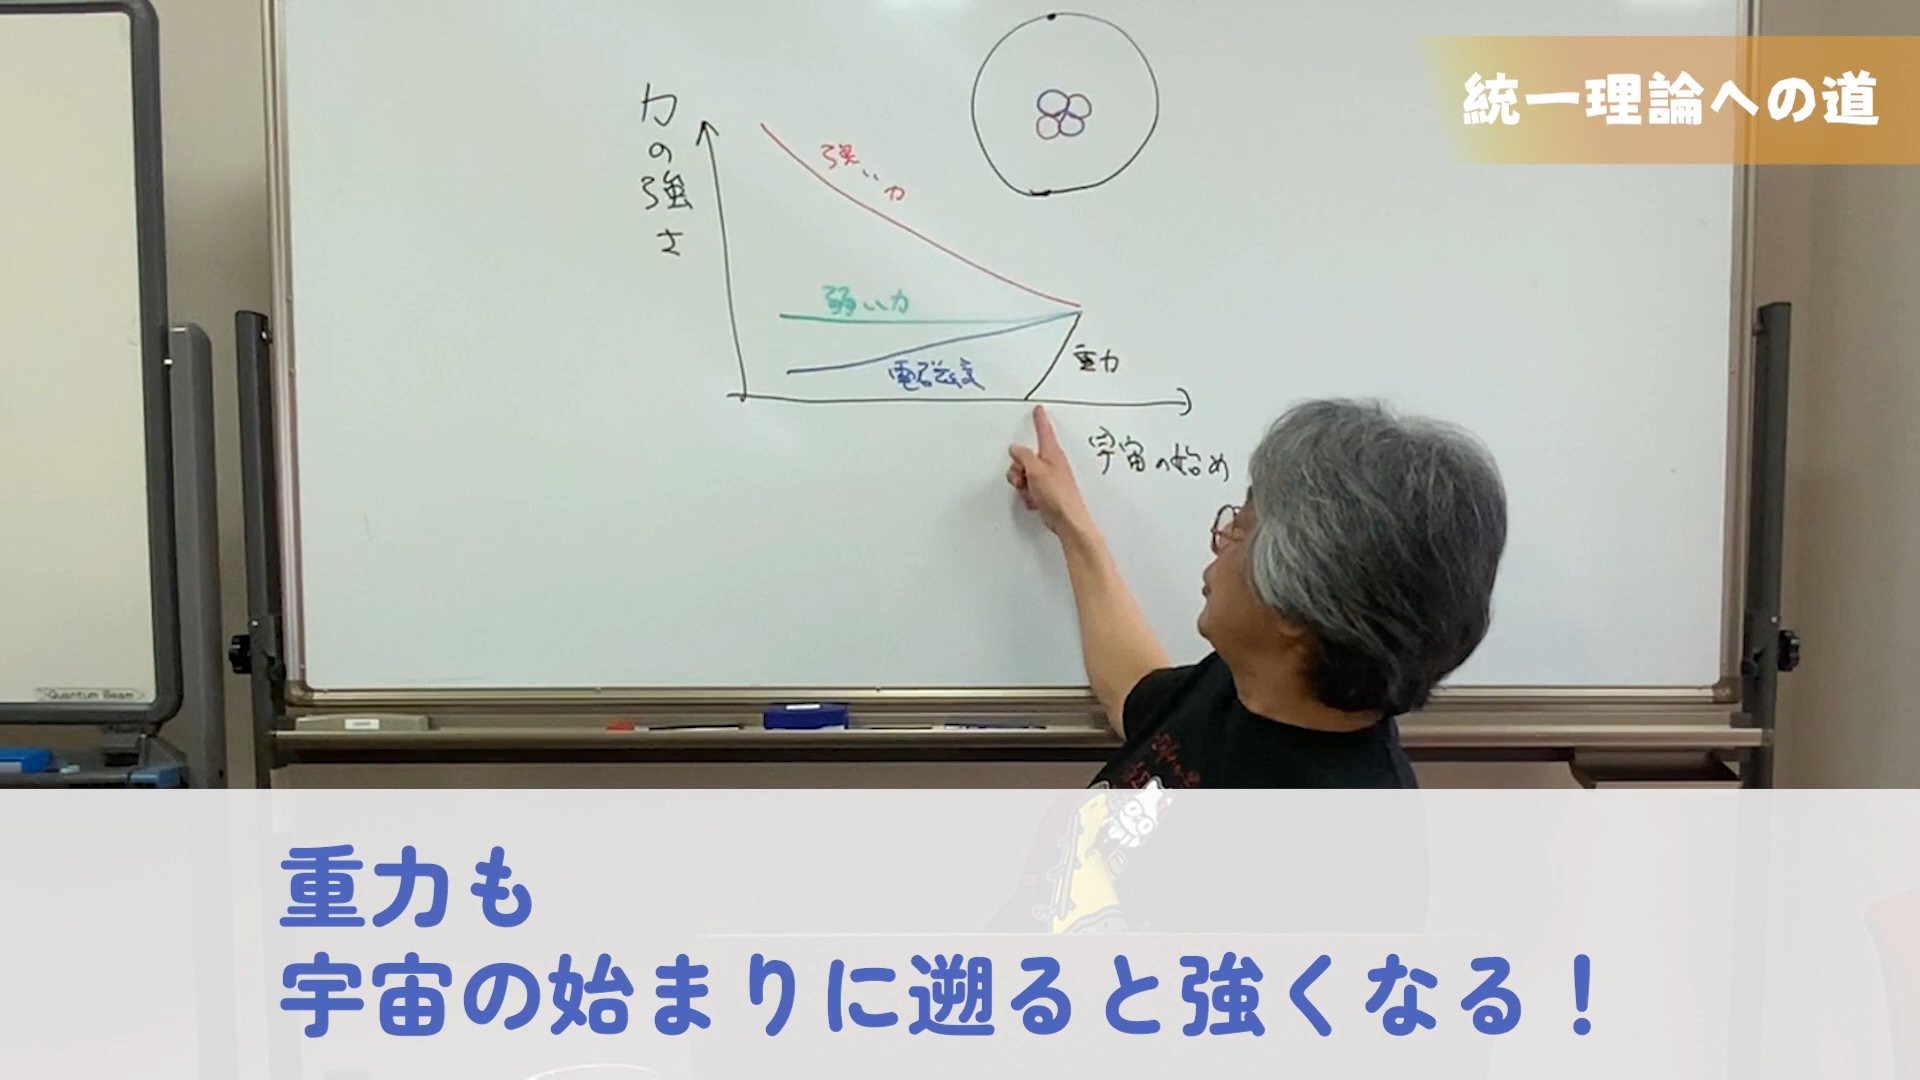 統一理論への道
力の強さ
強い力
弱い力
電磁気
重力
宇宙の始め
Quantum Beam
重力も
宇宙の始まりに遡ると強くなる！